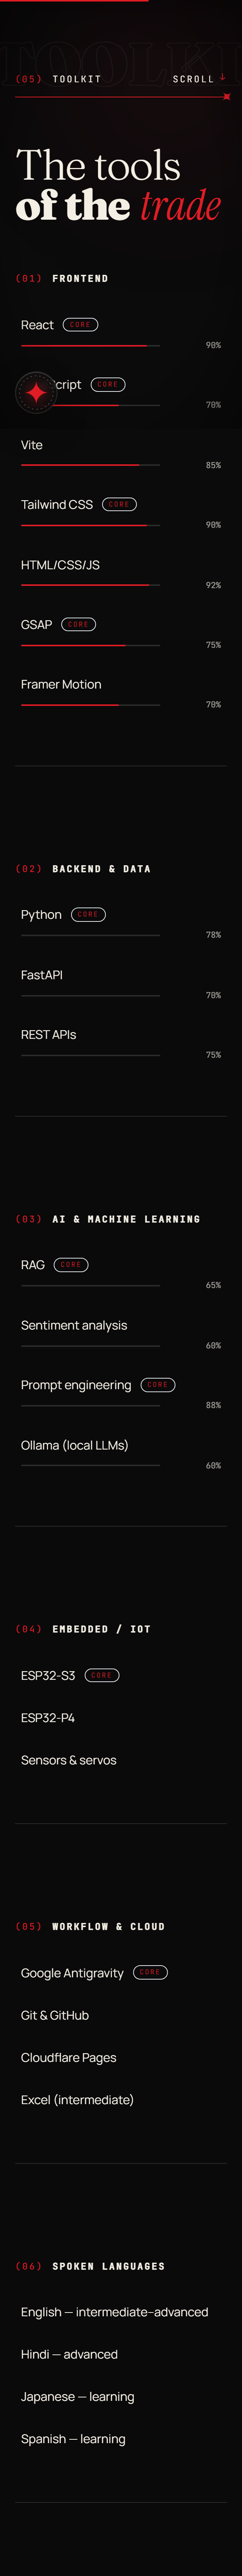 TOOLKIT
(05) TOOLKIT SCROLL ↓
The tools
of the trade
(01) FRONTEND
React CORE
90%
cript CORE
70%
Vite
85%
Tailwind CSS CORE
90%
HTML/CSS/JS
92%
GSAP CORE
75%
Framer Motion
70%
(02) BACKEND & DATA
Python CORE
78%
FastAPI
70%
REST APIs
75%
(03) AI & MACHINE LEARNING
RAG CORE
65%
Sentiment analysis
60%
Prompt engineering CORE
88%
Ollama (local LLMs)
60%
(04) EMBEDDED / IOT
ESP32-S3 CORE
ESP32-P4
Sensors & servos
(05) WORKFLOW & CLOUD
Google Antigravity CORE
Git & GitHub
Cloudflare Pages
Excel (intermediate)
(06) SPOKEN LANGUAGES
English — intermediate–advanced
Hindi — advanced
Japanese — learning
Spanish — learning